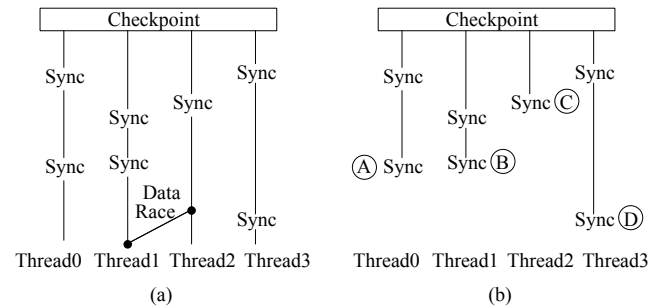 Checkpoint
Sync
Sync
Sync
Sync
Sync
Sync
Data
Race
Sync
Thread0 Thread1 Thread2 Thread3
(a)
Checkpoint
Sync
Sync
Sync C
Sync
A Sync
Sync B
Sync D
Thread0 Thread1 Thread2 Thread3
(b)